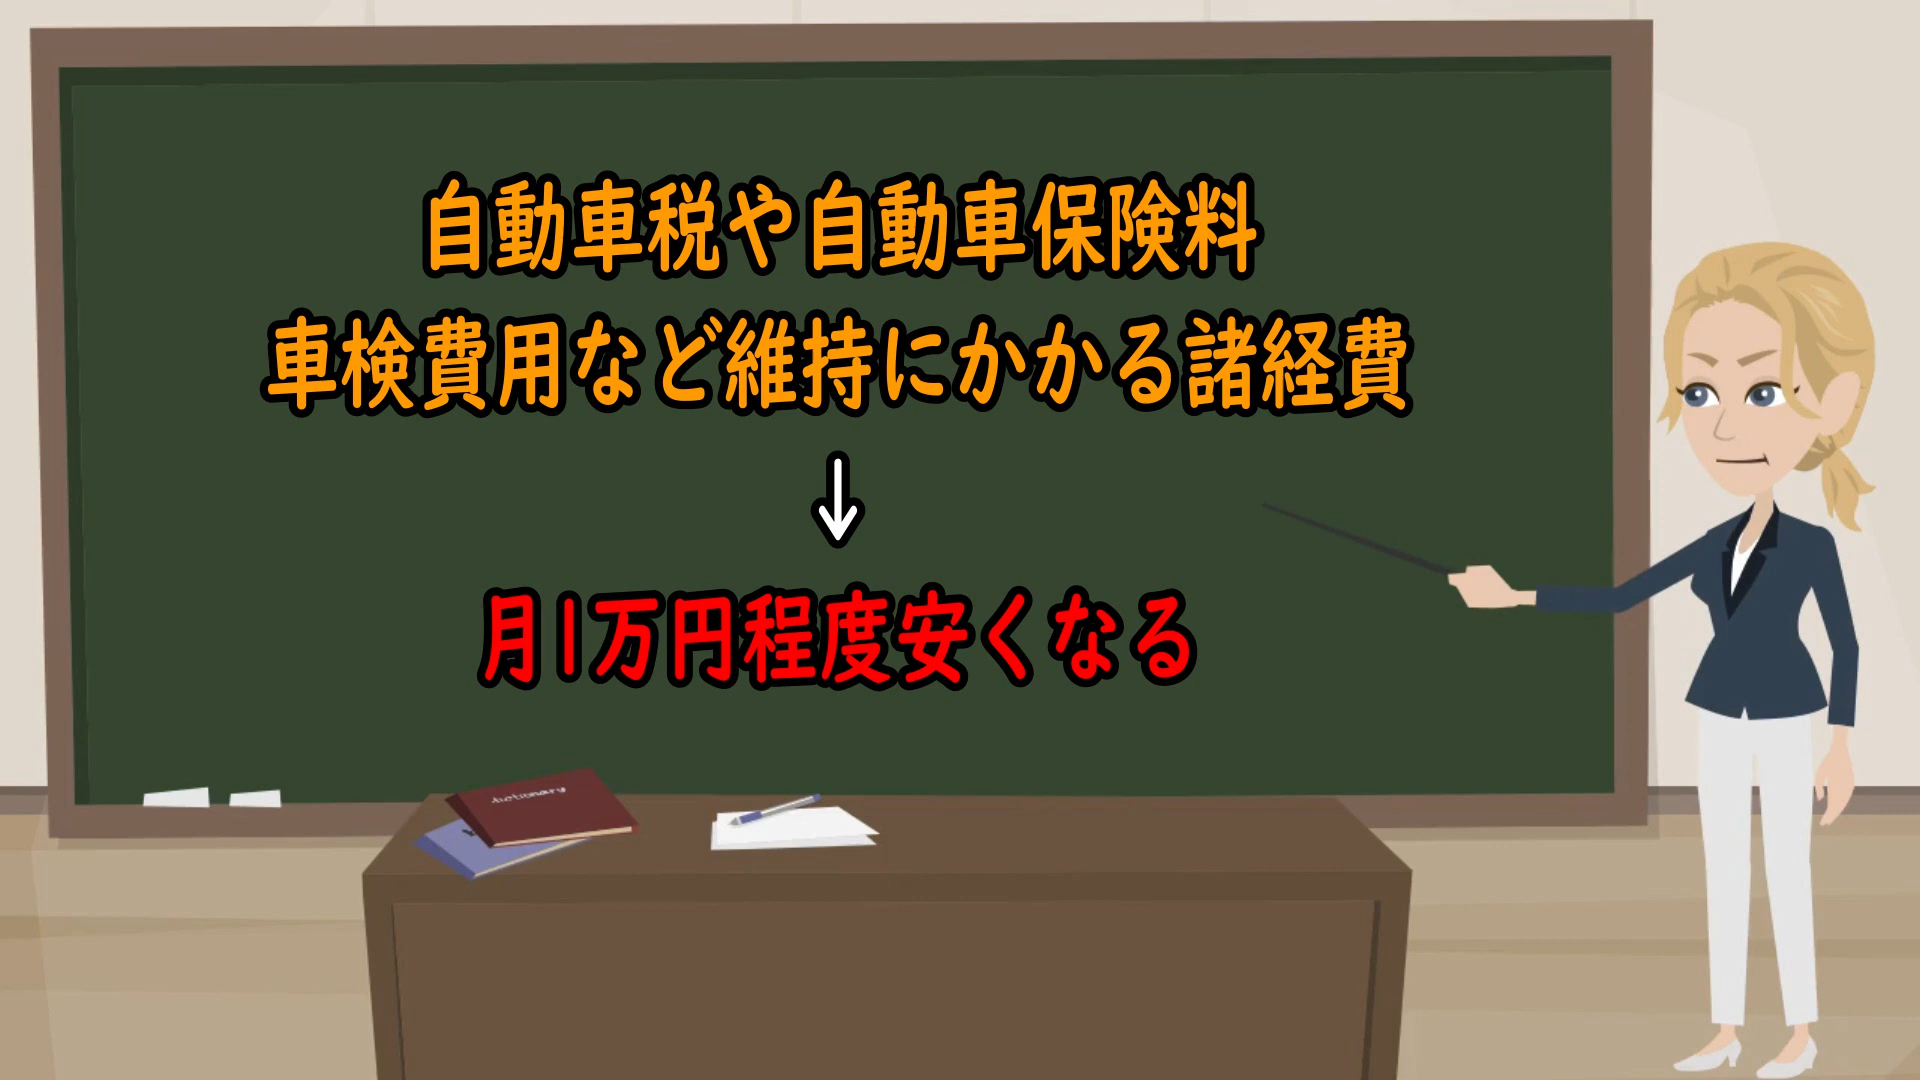 自動車税や自動車保険料
車検費用など維持にかかる諸経費
↓
月1万円程度安くなる
dictionary